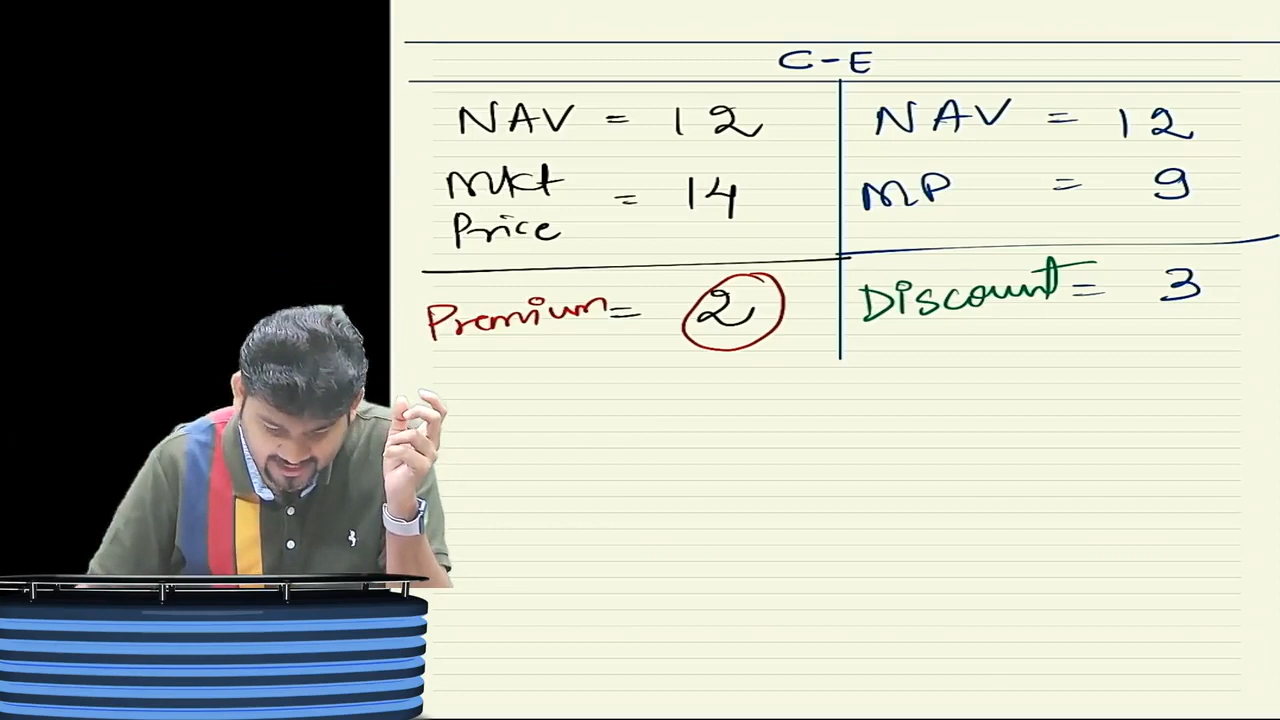 C-E
NAV = 12
Mkt Price = 14
Premium = 2
NAV = 12
MP = 9
Discount = 3